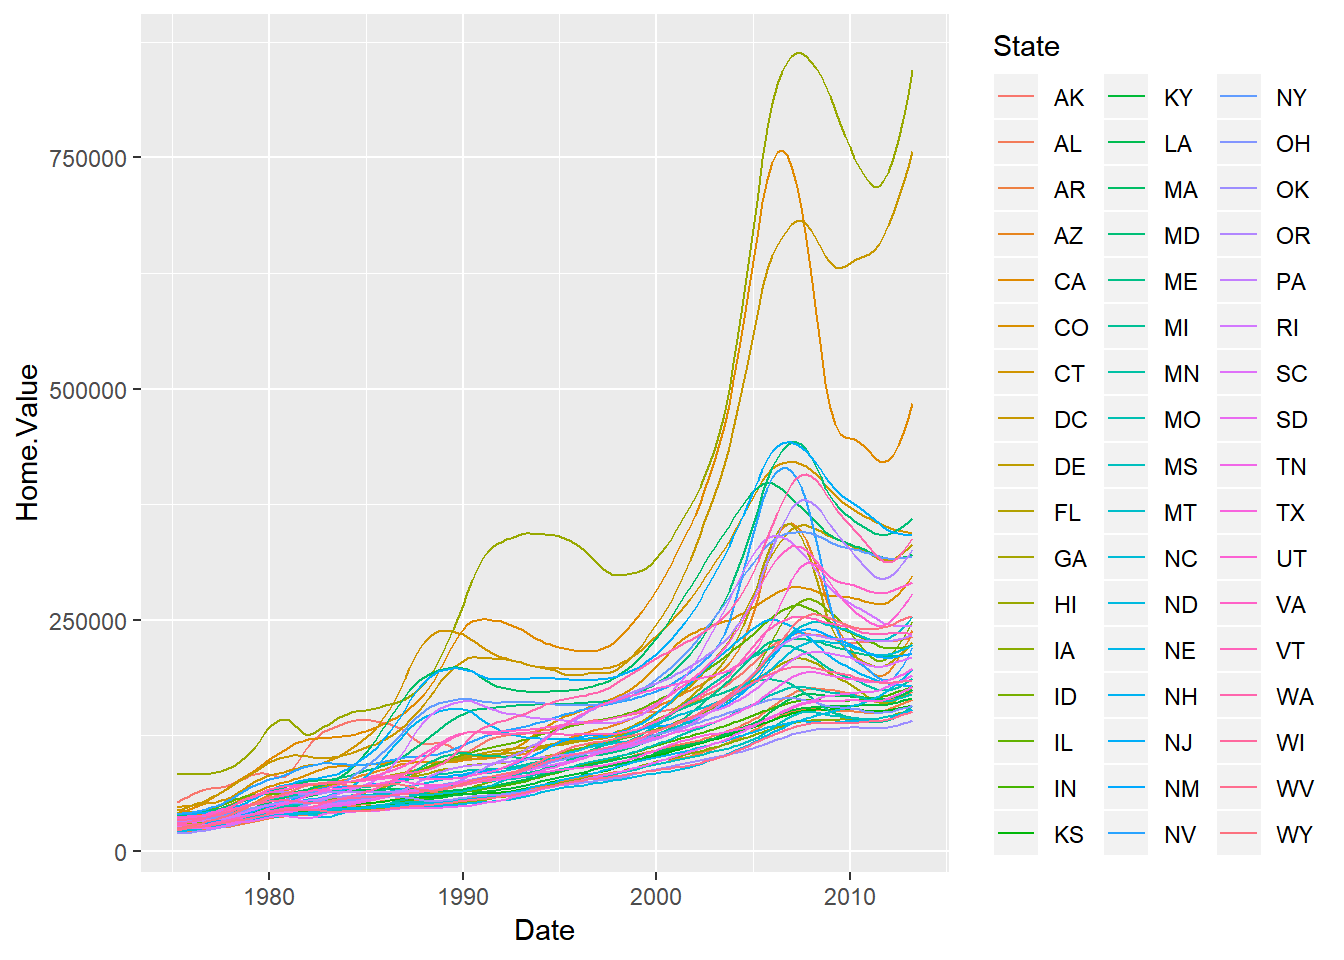 State
AK KY NY
AL LA OH
AR MA OK
AZ MD OR
CA ME PA
CO MI RI
CT MN SC
DC MO SD
DE MS TN
FL MT TX
GA NC UT
HI ND VA
IA NE VT
ID NH WA
IL NJ WI
IN NM WV
KS NV WY
Home.Value
750000
500000
250000
0
1980 1990 2000 2010
Date